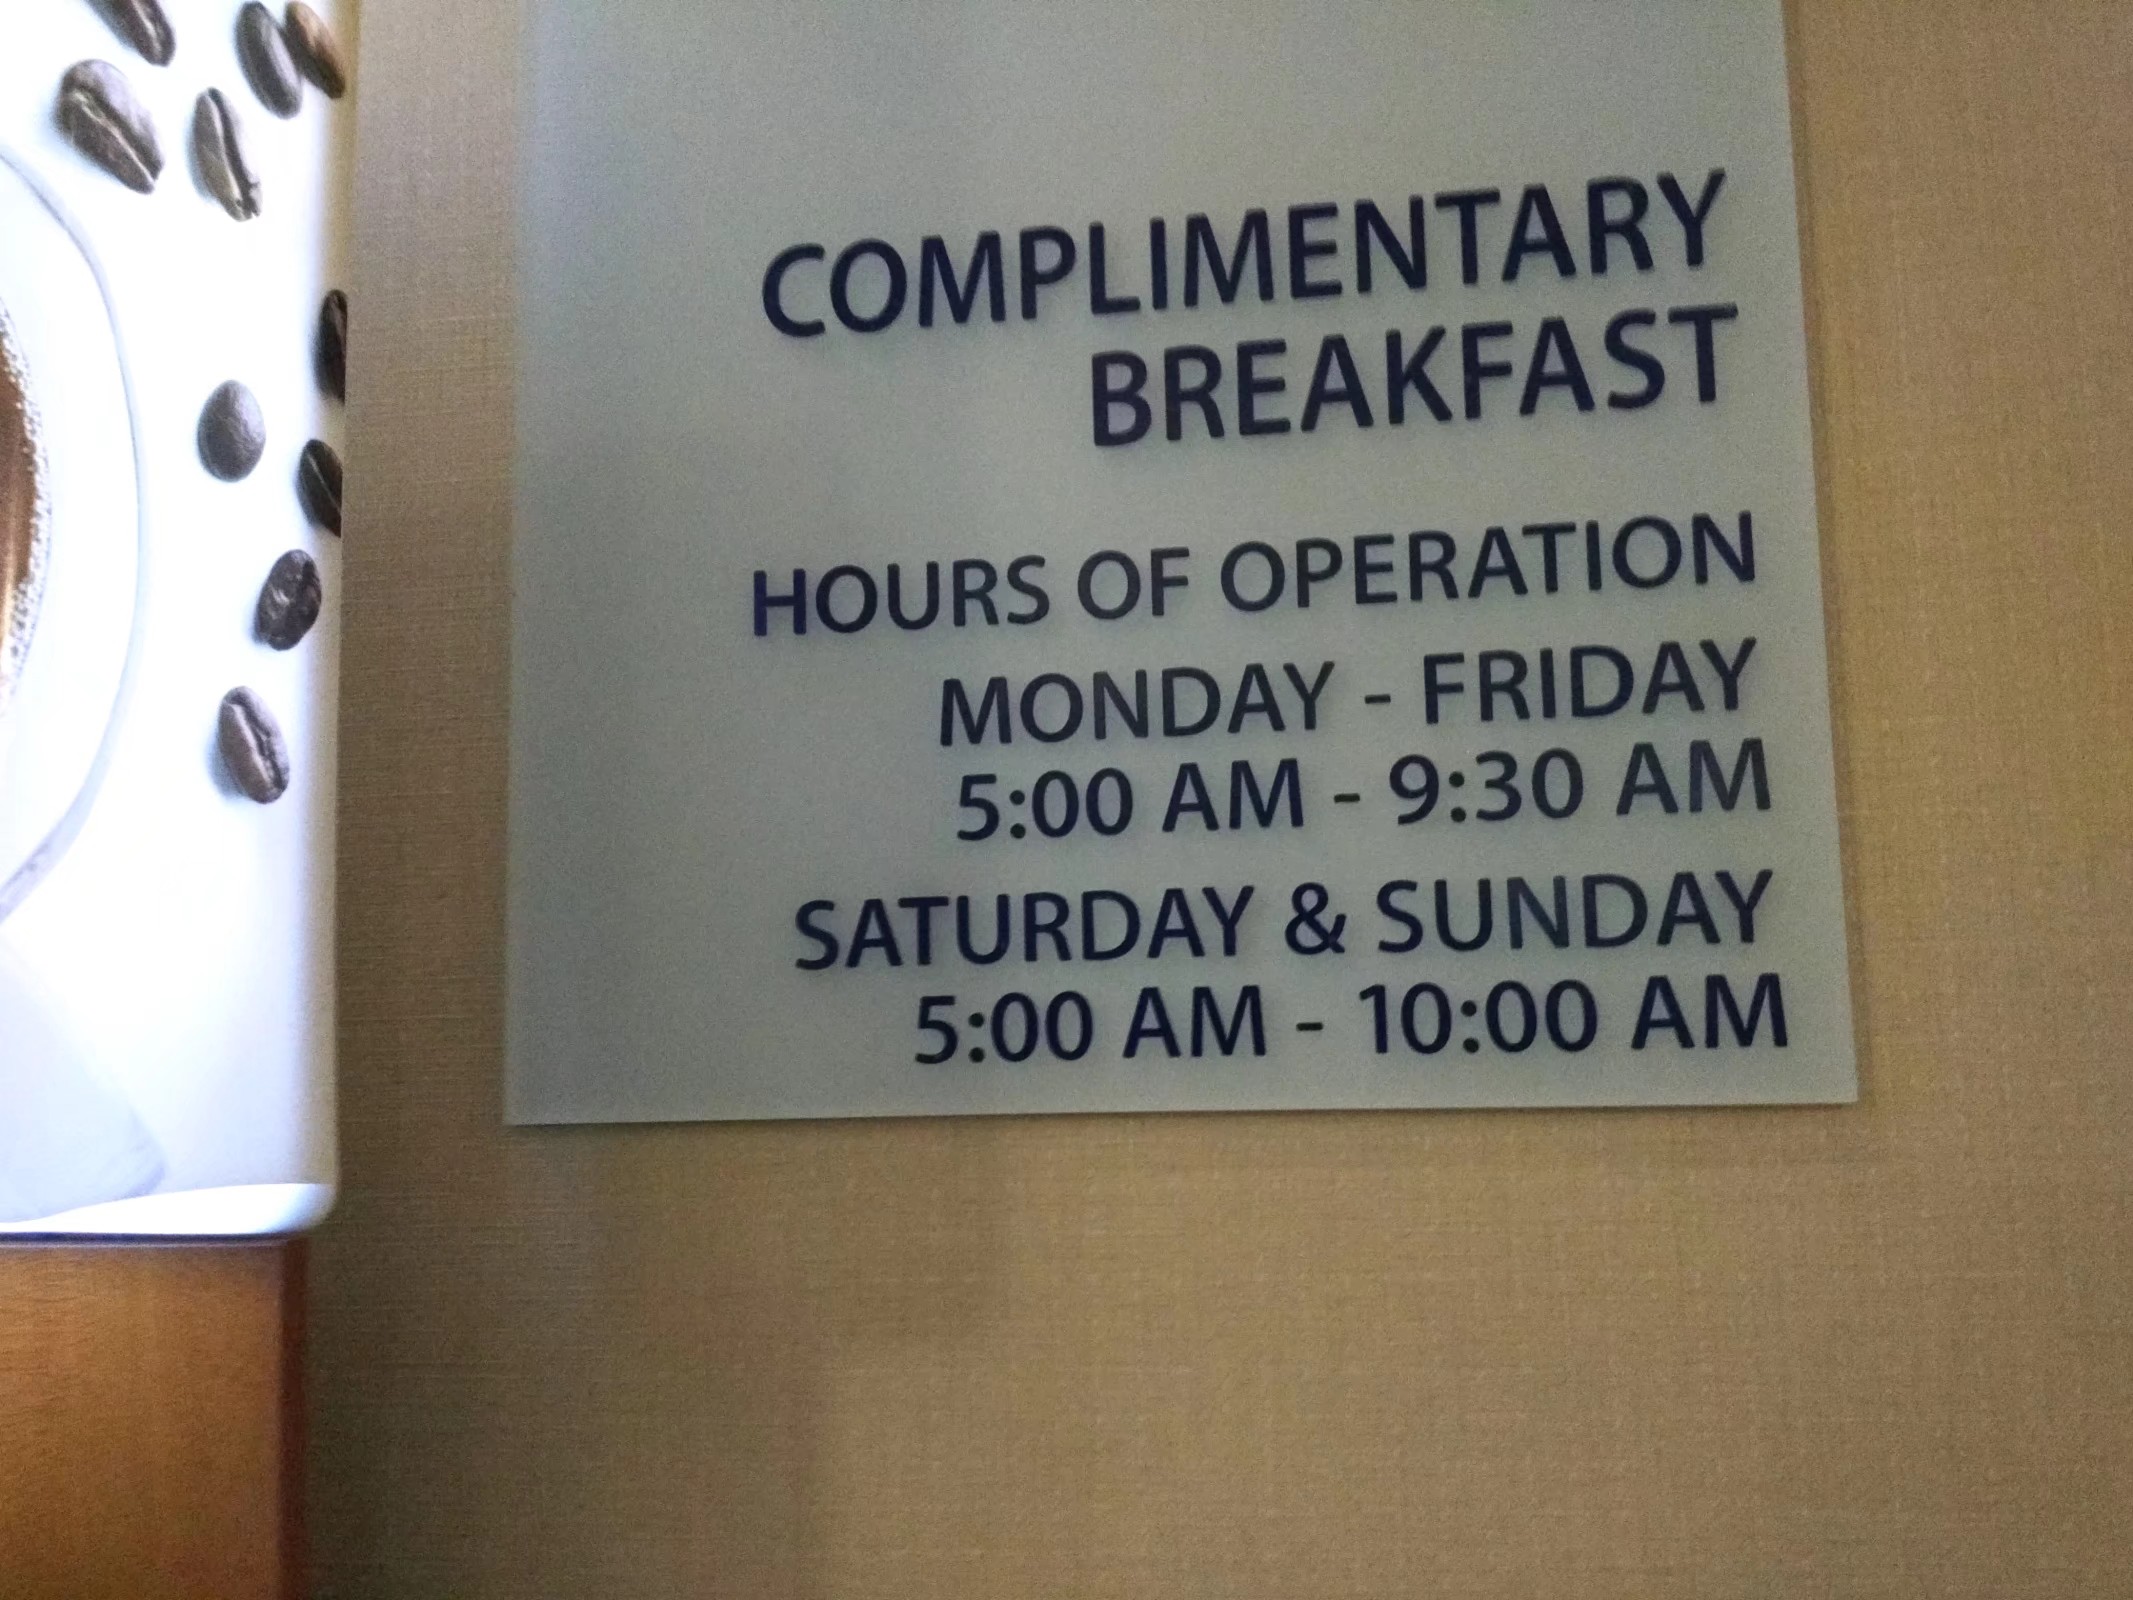 COMPLIMENTARY
BREAKFAST
HOURS OF OPERATION
MONDAY - FRIDAY
5:00 AM - 9:30 AM
SATURDAY & SUNDAY
5:00 AM - 10:00 AM